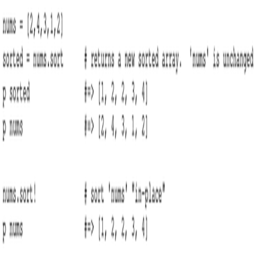 nums = [2,4,3,1,2]
sorted = nums.sort # returns a new sorted array. 'nums' is unchanged
p sorted #=> [1, 2, 2, 3, 4]
p nums #=> [2, 4, 3, 1, 2]
nums.sort! # sort 'nums' "in-place"
p nums #=> [1, 2, 2, 3, 4]